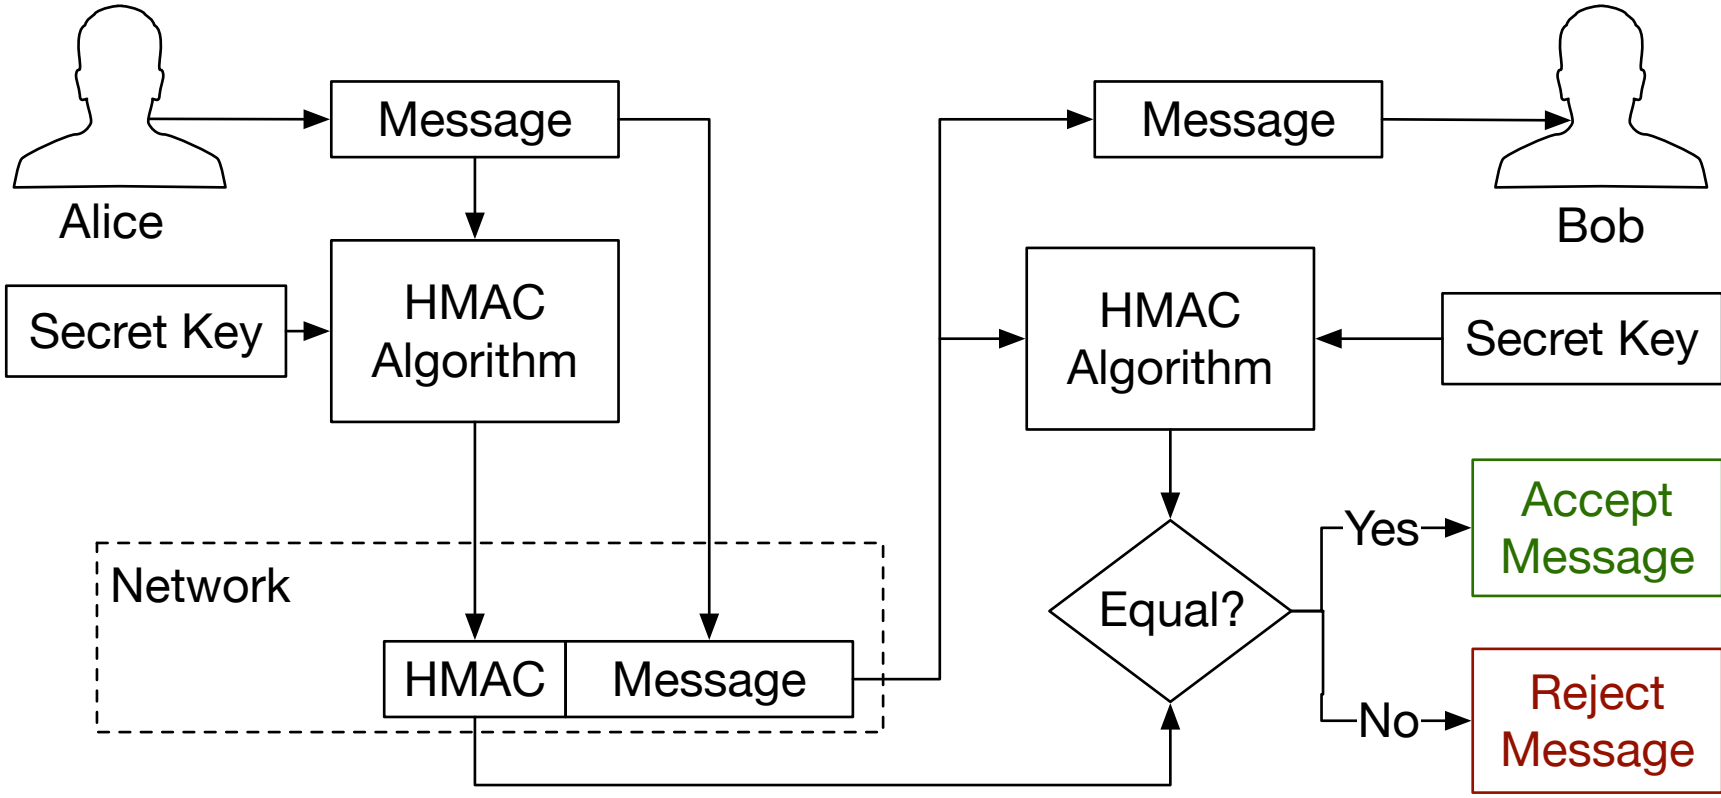 Message
Alice
Secret Key
HMAC
Algorithm
Network
HMAC
Message
Message
Bob
HMAC
Algorithm
Secret Key
Equal?
Yes
Accept
Message
No
Reject
Message